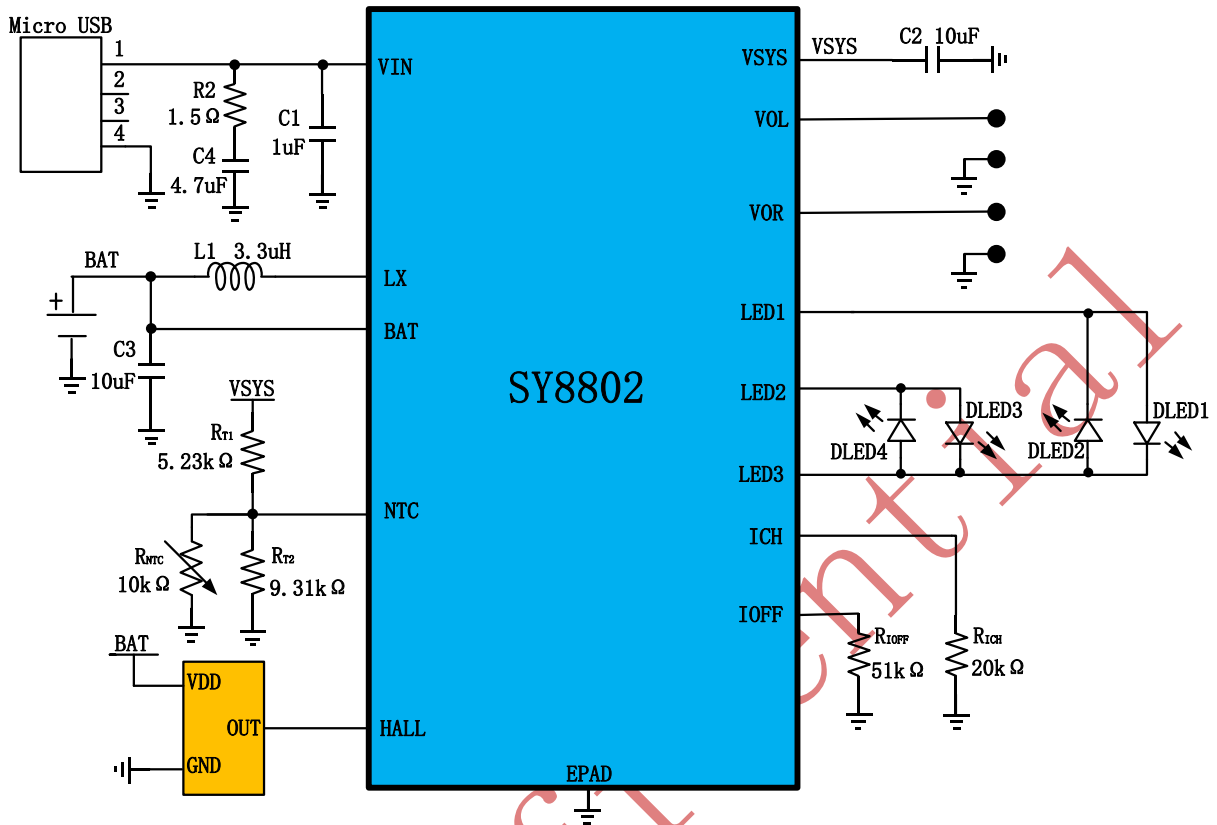 Micro USB
1
2
3
4
R2
1.5Ω
C4
4.7uF
C1
1uF
VIN
BAT
L1 3.3uH
LX
+
BAT
C3
10uF
VSYS
RT1
5.23kΩ
NTC
RNTC
10kΩ
RT2
9.31kΩ
BAT
VDD
OUT
GND
HALL
SY8802
EPAD
VSYS
VSYS
C2 10uF
VOL
VOR
LED1
LED2
DLED4
DLED3
DLED2
DLED1
LED3
ICH
IOFF
RIOFF
51kΩ
RICH
20kΩ